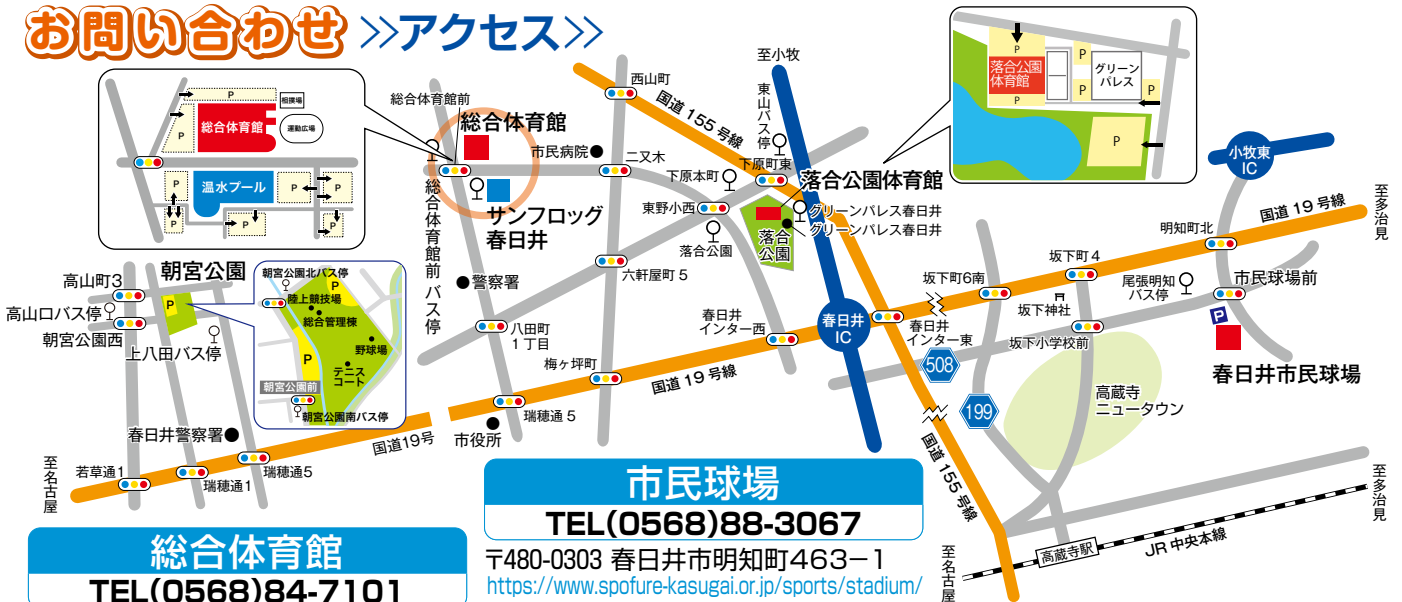 お問い合わせ >>アクセス>>
P
相撲場
総合体育館
P
運動広場
温水プール
P
P
P
P
P
総合体育館前
総合体育館
市民病院
サンフロッグ
春日井
総合体育館前 バス停
西山町
国道155号線
至小牧
東山バス停
二又木
下原町東
下原本町
東野小西
落合公園
落合公園体育館
グリーンパレス春日井
グリーンパレス春日井
落合
公園
P
落合公園
体育館
P
P
P
グリーン
パレス
P
P
小牧東
IC
至多治見
国道19号線
明知町北
坂下町4
坂下町6南
尾張明知
バス停
市民球場前
坂下神社
坂下小学校前
P
春日井市民球場
高山町3
朝宮公園
高山口バス停
P
朝宮公園西
上八田バス停
朝宮公園北バス停
陸上競技場
総合管理棟
野球場
P
テニス
コート
朝宮公園前
朝宮公園南バス停
警察署
六軒屋町5
八田町
1丁目
春日井
インター西
春日井
IC
春日井
インター東
508
199
高蔵寺
ニュータウン
梅ヶ坪町
国道19号線
瑞穂通5
市役所
国道19号
春日井警察署
至名古屋
若草通1
瑞穂通1
瑞穂通5
国道155号線
至多治見
JR中央本線
高蔵寺駅
至名古屋
総合体育館
TEL(0568)84-7101
市民球場
TEL(0568)88-3067
〒480-0303 春日井市明知町463－1
https://www.spofure-kasugai.or.jp/sports/stadium/